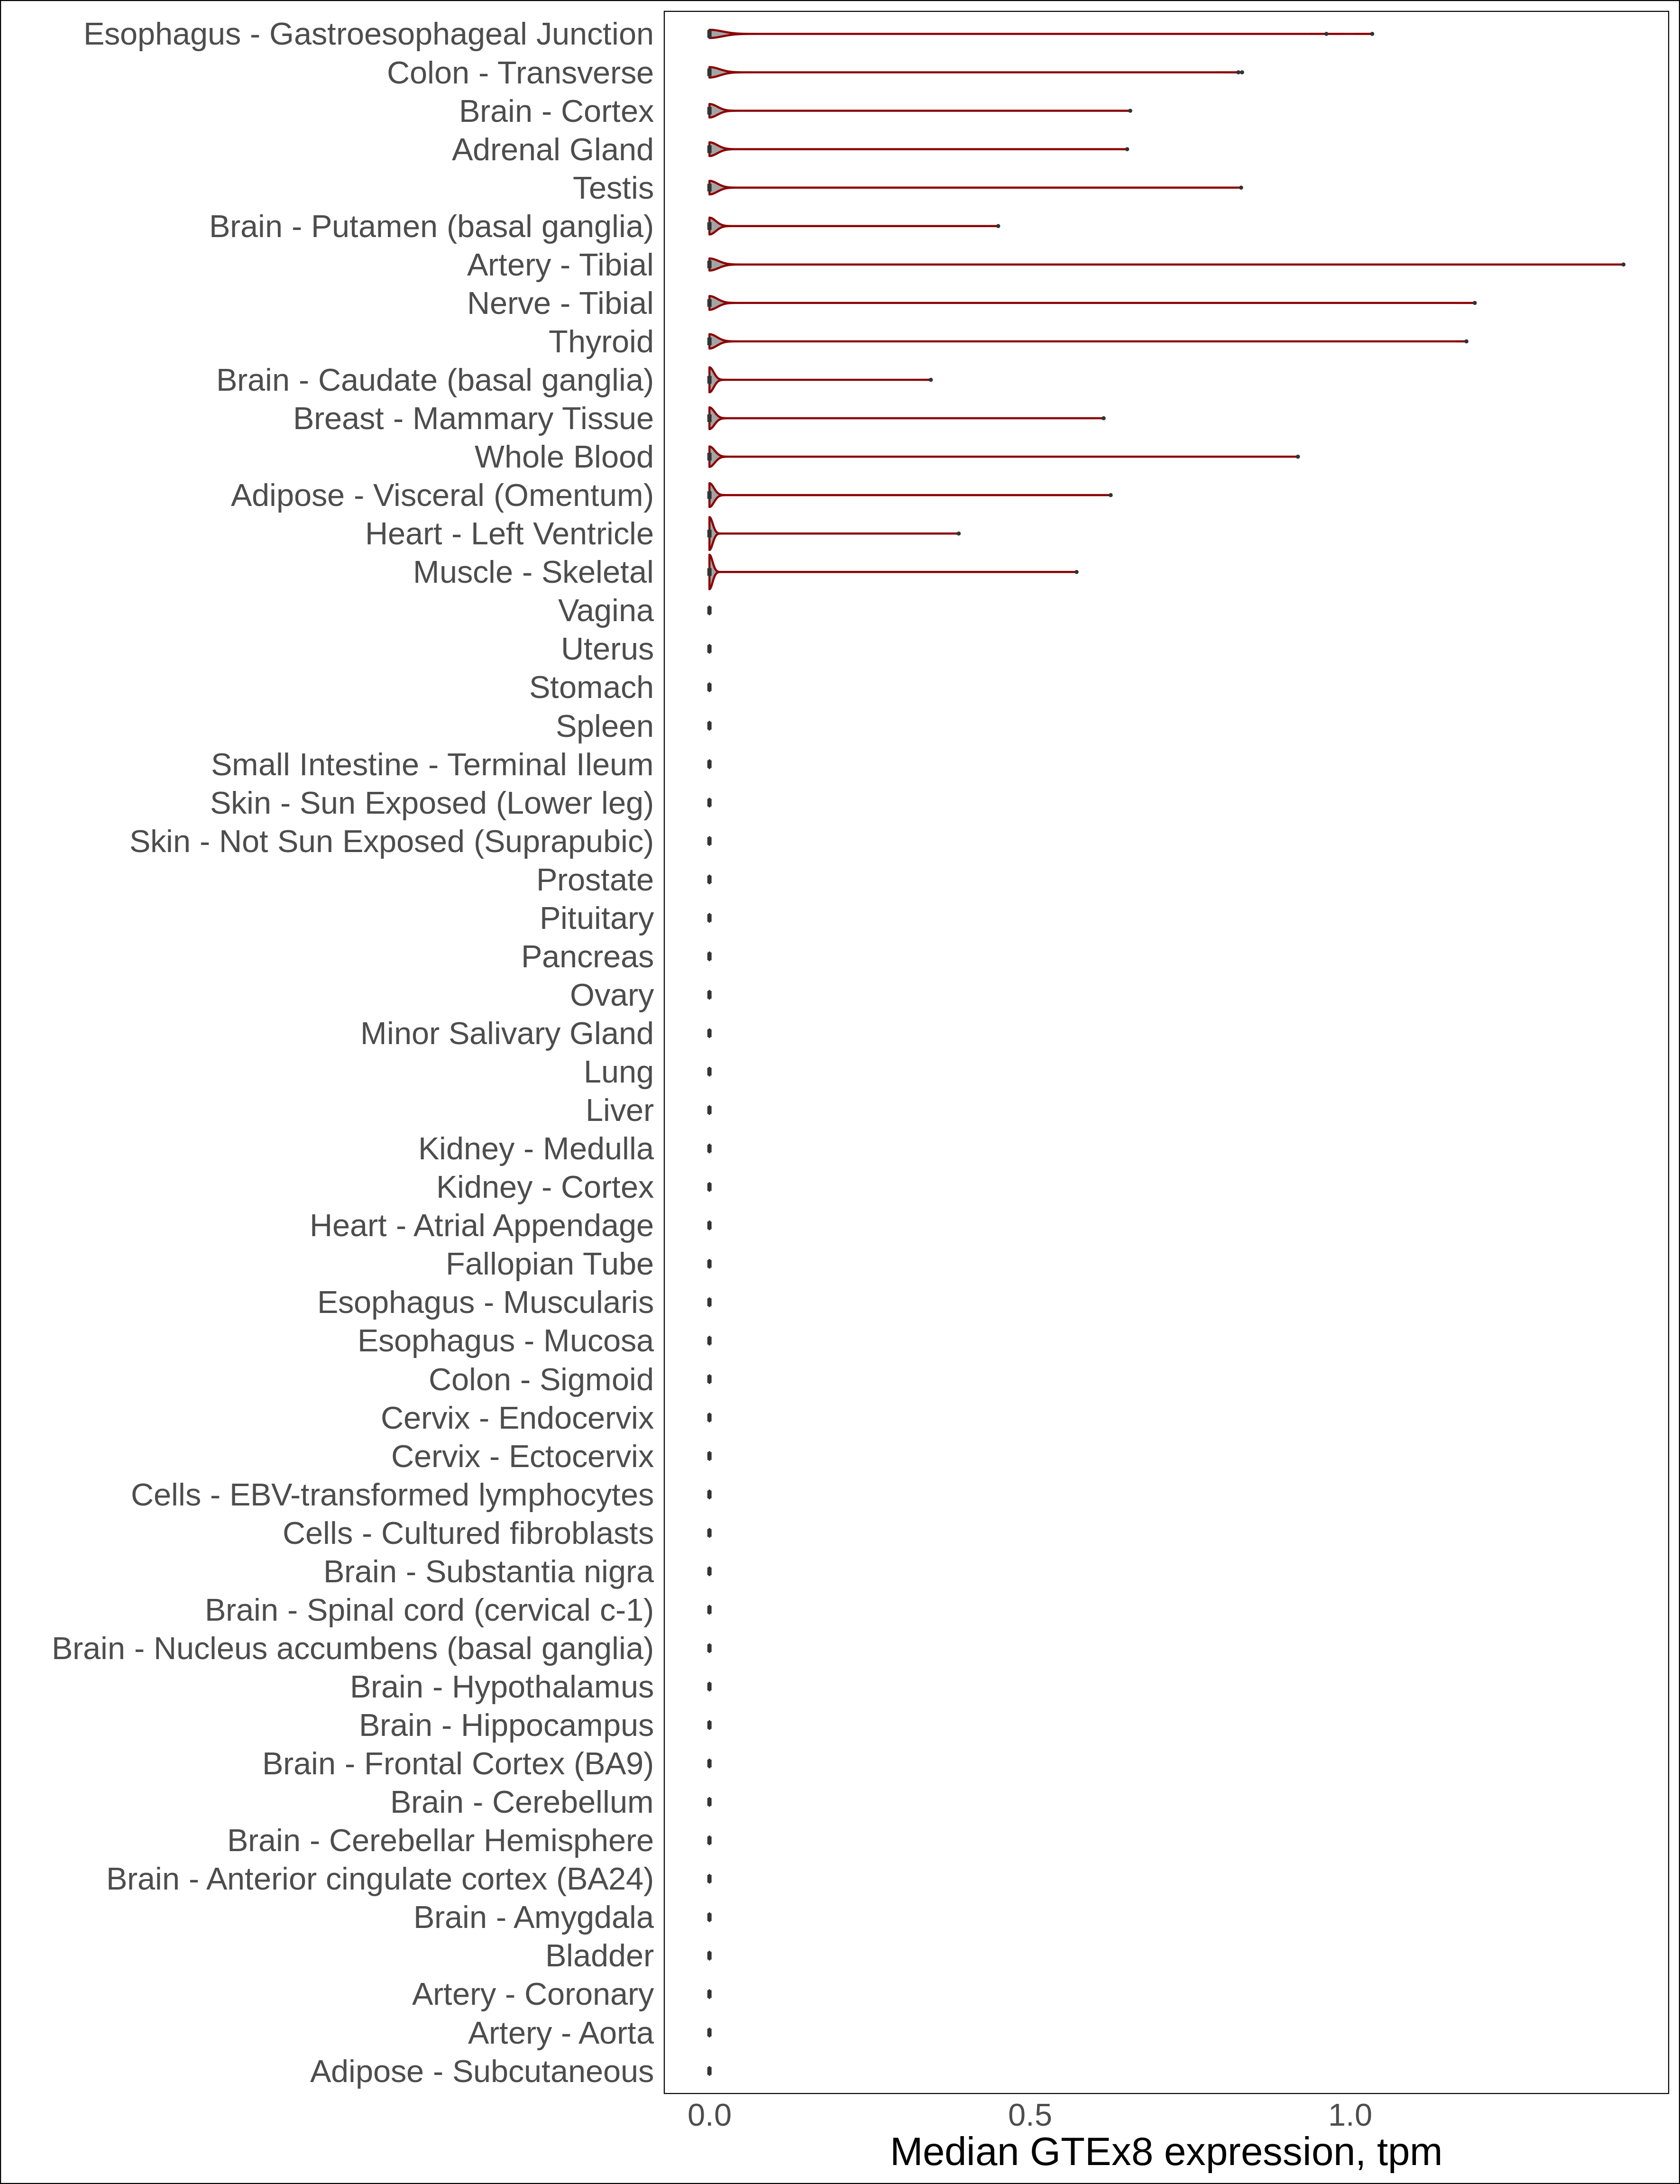 Esophagus - Gastroesophageal Junction
Colon - Transverse
Brain - Cortex
Adrenal Gland
Testis
Brain - Putamen (basal ganglia)
Artery - Tibial
Nerve - Tibial
Thyroid
Brain - Caudate (basal ganglia)
Breast - Mammary Tissue
Whole Blood
Adipose - Visceral (Omentum)
Heart - Left Ventricle
Muscle - Skeletal
Vagina
Uterus
Stomach
Spleen
Small Intestine - Terminal Ileum
Skin - Sun Exposed (Lower leg)
Skin - Not Sun Exposed (Suprapubic)
Prostate
Pituitary
Pancreas
Ovary
Minor Salivary Gland
Lung
Liver
Kidney - Medulla
Kidney - Cortex
Heart - Atrial Appendage
Fallopian Tube
Esophagus - Muscularis
Esophagus - Mucosa
Colon - Sigmoid
Cervix - Endocervix
Cervix - Ectocervix
Cells - EBV-transformed lymphocytes
Cells - Cultured fibroblasts
Brain - Substantia nigra
Brain - Spinal cord (cervical c-1)
Brain - Nucleus accumbens (basal ganglia)
Brain - Hypothalamus
Brain - Hippocampus
Brain - Frontal Cortex (BA9)
Brain - Cerebellum
Brain - Cerebellar Hemisphere
Brain - Anterior cingulate cortex (BA24)
Brain - Amygdala
Bladder
Artery - Coronary
Artery - Aorta
Adipose - Subcutaneous
0.0 0.5 1.0
Median GTEx8 expression, tpm